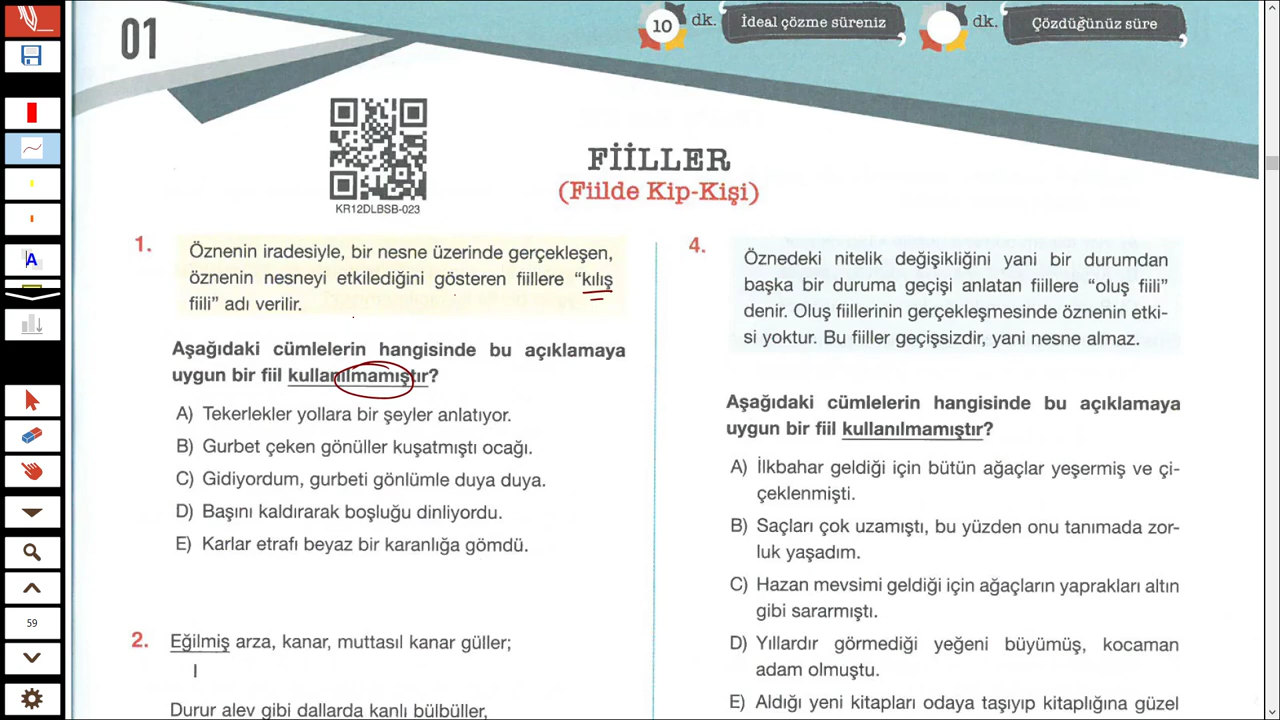 01
10 dk.
İdeal çözme süreniz
dk.
Çözdüğünüz süre
KR12DLBSB-023
FİİLLER
(Fiilde Kip-Kişi)
1.
Öznenin iradesiyle, bir nesne üzerinde gerçekleşen,
öznenin nesneyi etkilediğini gösteren fiillere “kılış
fiili” adı verilir.
Aşağıdaki cümlelerin hangisinde bu açıklamaya
uygun bir fiil kullanılmamıştır?
A) Tekerlekler yollara bir şeyler anlatıyor.
B) Gurbet çeken gönüller kuşatmıştı ocağı.
C) Gidiyordum, gurbeti gönlümle duya duya.
D) Başını kaldırarak boşluğu dinliyordu.
E) Karlar etrafı beyaz bir karanlığa gömdü.
2.
Eğilmiş arza, kanar, muttasıl kanar güller;
I
Durur alev gibi dallarda kanlı bülbüller,
4.
Öznedeki nitelik değişikliğini yani bir durumdan
başka bir duruma geçişi anlatan fiillere “oluş fiili”
denir. Oluş fiillerinin gerçekleşmesinde öznenin etki-
si yoktur. Bu fiiller geçişsizdir, yani nesne almaz.
Aşağıdaki cümlelerin hangisinde bu açıklamaya
uygun bir fiil kullanılmamıştır?
A) İlkbahar geldiği için bütün ağaçlar yeşermiş ve çi-
çeklenmişti.
B) Saçları çok uzamıştı, bu yüzden onu tanımada zor-
luk yaşadım.
C) Hazan mevsimi geldiği için ağaçların yaprakları altın
gibi sararmıştı.
D) Yıllardır görmediği yeğeni büyümüş, kocaman
adam olmuştu.
E) Aldığı yeni kitapları odaya taşıyıp kitaplığına güzel
A
59